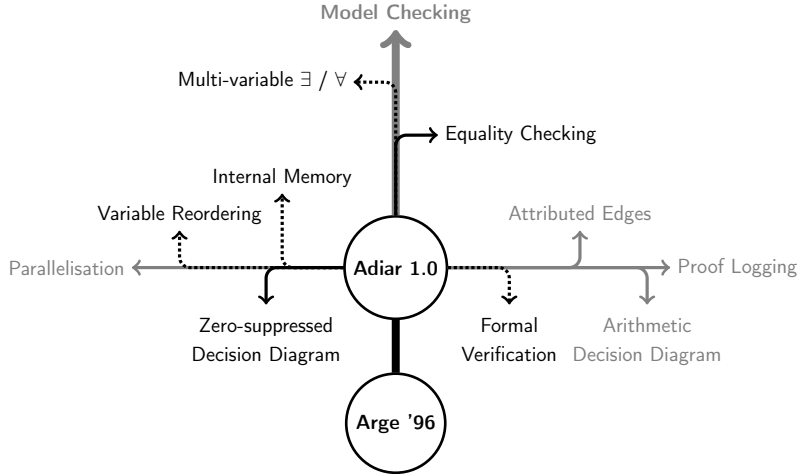 Model Checking
Multi-variable ∃ / ∀
Equality Checking
Internal Memory
Variable Reordering
Attributed Edges
Parallelisation
Adiar 1.0
Proof Logging
Zero-suppressed
Decision Diagram
Formal
Verification
Arithmetic
Decision Diagram
Arge '96